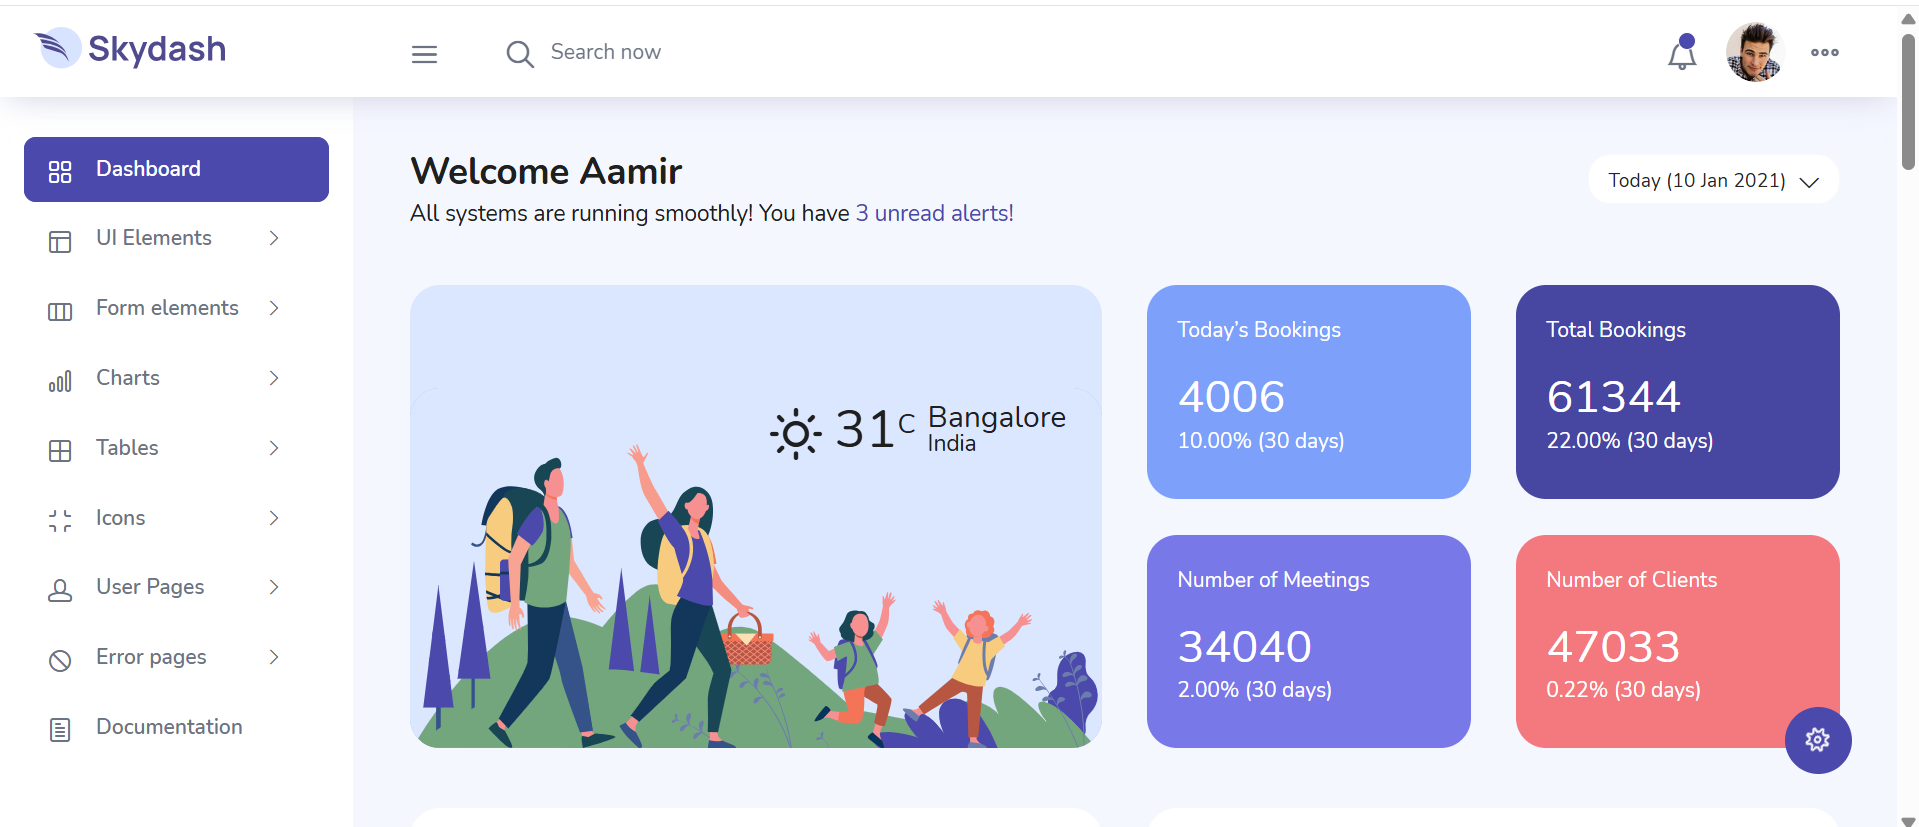 Skydash
Search now
Dashboard
UI Elements
Form elements
Charts
Tables
Icons
User Pages
Error pages
Documentation
Welcome Aamir
All systems are running smoothly! You have 3 unread alerts!
Today (10 Jan 2021)
31 C Bangalore
India
Today’s Bookings
4006
10.00% (30 days)
Total Bookings
61344
22.00% (30 days)
Number of Meetings
34040
2.00% (30 days)
Number of Clients
47033
0.22% (30 days)